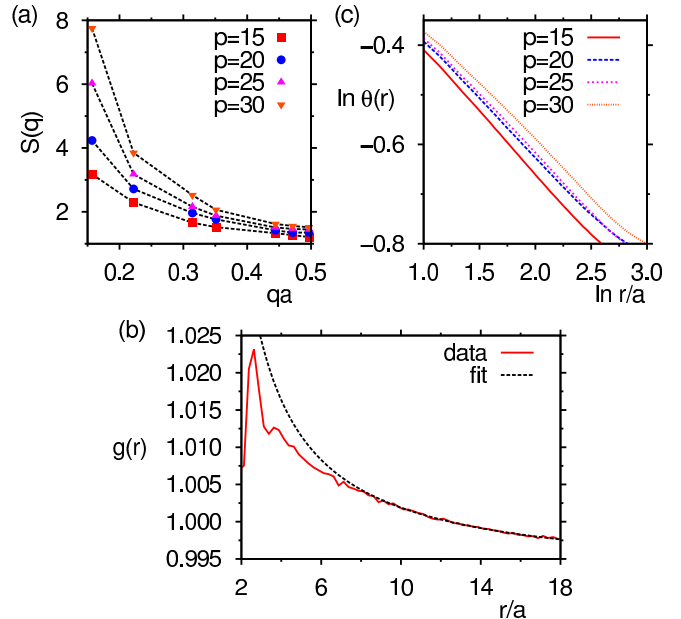 (a)
8
6
4
2
S(q)
p=15
p=20
p=25
p=30
0.2 0.3 0.4 0.5
qa
(c)
−0.4
ln θ(r)
−0.6
−0.8
p=15
p=20
p=25
p=30
1.0 1.5 2.0 2.5 3.0
ln r/a
(b)
1.025
1.020
1.015
1.010
1.005
1.000
0.995
g(r)
data
fit
2 6 10 14 18
r/a